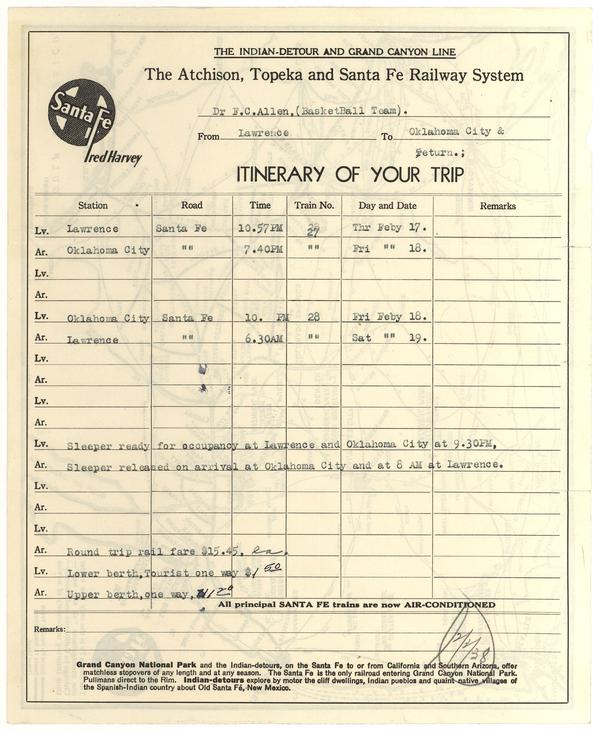 THE INDIAN-DETOUR AND GRAND CANYON LINE
The Atchison, Topeka and Santa Fe Railway System
Santa Fe
Fred Harvey
Dr F.C.Allen,(BasketBall Team).
From Lawrence To Oklahoma City &
return.;
ITINERARY OF YOUR TRIP
Station Road Time Train No. Day and Date Remarks
Lv. Lawrence Santa Fe 10.57PM 27 Thr Feby 17.
Ar. Oklahoma City "" 7.40PM "" Fri "" 18.
Lv.
Ar.
Lv. Oklahoma City Santa Fe 10. PM 28 Fri Feby 18.
Ar. Lawrence "" 6.30AM "" Sat "" 19.
Lv.
Ar.
Lv.
Ar.
Lv. Sleeper ready for occupancy at Lawrence and Oklahoma City at 9.30PM,
Ar. Sleeper released on arrival at Oklahoma City and at 8 AM at Lawrence.
Lv.
Ar.
Lv.
Ar. Round trip rail fare $15.45, ea.
Lv. Lower berth,Tourist one way $1 50
Ar. Upper berth,one way, 1 20
All principal SANTA FE trains are now AIR-CONDITIONED
Remarks:
2/2/38
Grand Canyon National Park and the Indian-detours, on the Santa Fe to or from California and Southern Arizona, offer
matchless stopovers of any length and at any season. The Santa Fe is the only railroad entering Grand Canyon National Park.
Pullmans direct to the Rim. Indian-detours explore by motor the cliff dwellings, Indian pueblos and quaint native villages of
the Spanish-Indian country about Old Santa Fé, New Mexico.